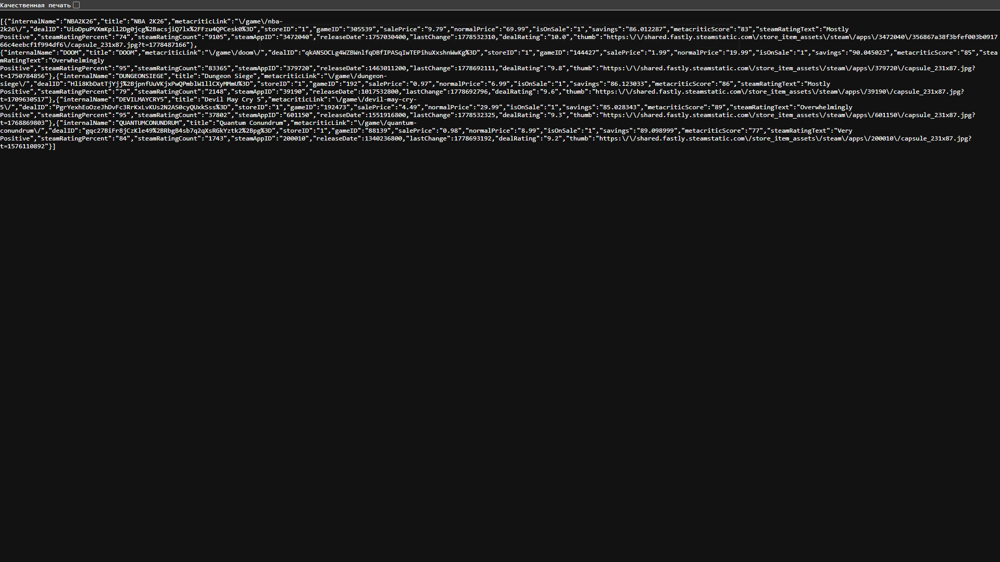 Качественная печать
[{"internalName":"NBA2K26","title":"NBA 2K26","metacriticLink":"\/game\/nba-
2k26\/","dealID":"UioDpuPVXmKpil2Dg0jcg%2BacsjiQ7lx%2FFzu4QPCesk0%3D","storeID":"1","gameID":"305539","salePrice":"9.79","normalPrice":"69.99","isOnSale":"1","savings":"86.012287","metacriticScore":"83","steamRatingText":"Mostly
Positive","steamRatingPercent":"74","steamRatingCount":"9105","steamAppID":"3472040","releaseDate":1757030400,"lastChange":1778532310,"dealRating":"10.0","thumb":"https:\/\/shared.fastly.steamstatic.com\/store_item_assets\/steam\/apps\/3472040\/356867a38f3bfef003b0917
66c4eebcf1f994df6\/capsule_231x87.jpg?t=1778487166"},
{"internalName":"DOOM","title":"DOOM","metacriticLink":"\/game\/doom\/","dealID":"qkANSOCLg4WZBWnlfqDBfIPASqIwTEPihuXxshnWwKg%3D","storeID":"1","gameID":"144427","salePrice":"1.99","normalPrice":"19.99","isOnSale":"1","savings":"90.045023","metacriticScore":"85","stea
mRatingText":"Overwhelmingly
Positive","steamRatingPercent":"95","steamRatingCount":"83365","steamAppID":"379720","releaseDate":1463011200,"lastChange":1778692111,"dealRating":"9.8","thumb":"https:\/\/shared.fastly.steamstatic.com\/store_item_assets\/steam\/apps\/379720\/capsule_231x87.jpg?
t=1750784856"},{"internalName":"DUNGEONSIEGE","title":"Dungeon Siege","metacriticLink":"\/game\/dungeon-
siege\/","dealID":"Hli8KbDatTjYjj%2BjpnfUuVKjxPwQPmblW1llCXyMMmU%3D","storeID":"1","gameID":"192","salePrice":"0.97","normalPrice":"6.99","isOnSale":"1","savings":"86.123033","metacriticScore":"86","steamRatingText":"Mostly
Positive","steamRatingPercent":"79","steamRatingCount":"2148","steamAppID":"39190","releaseDate":1017532800,"lastChange":1778692796,"dealRating":"9.6","thumb":"https:\/\/shared.fastly.steamstatic.com\/store_item_assets\/steam\/apps\/39190\/capsule_231x87.jpg?
t=1709630517"},{"internalName":"DEVILMAYCRY5","title":"Devil May Cry 5","metacriticLink":"\/game\/devil-may-cry-
5\/","dealID":"PgrYexhEoOzeJhDvFc3RrKxLvKUs2N2AS0cyQUxkSss%3D","storeID":"1","gameID":"192473","salePrice":"4.49","normalPrice":"29.99","isOnSale":"1","savings":"85.028343","metacriticScore":"89","steamRatingText":"Overwhelmingly
Positive","steamRatingPercent":"95","steamRatingCount":"37802","steamAppID":"601150","releaseDate":1551916800,"lastChange":1778532325,"dealRating":"9.3","thumb":"https:\/\/shared.fastly.steamstatic.com\/store_item_assets\/steam\/apps\/601150\/capsule_231x87.jpg?
t=1768869803"},{"internalName":"QUANTUMCONUNDRUM","title":"Quantum Conundrum","metacriticLink":"\/game\/quantum-
conundrum\/","dealID":"gqc27BiFr8jCzKle49%2BRbgB4sb7q2qXsRGkYztk2%2Bpg%3D","storeID":"1","gameID":"88139","salePrice":"0.98","normalPrice":"8.99","isOnSale":"1","savings":"89.098999","metacriticScore":"77","steamRatingText":"Very
Positive","steamRatingPercent":"84","steamRatingCount":"1743","steamAppID":"200010","releaseDate":1340236800,"lastChange":1778693192,"dealRating":"9.2","thumb":"https:\/\/shared.fastly.steamstatic.com\/store_item_assets\/steam\/apps\/200010\/capsule_231x87.jpg?
t=1576110892"}]